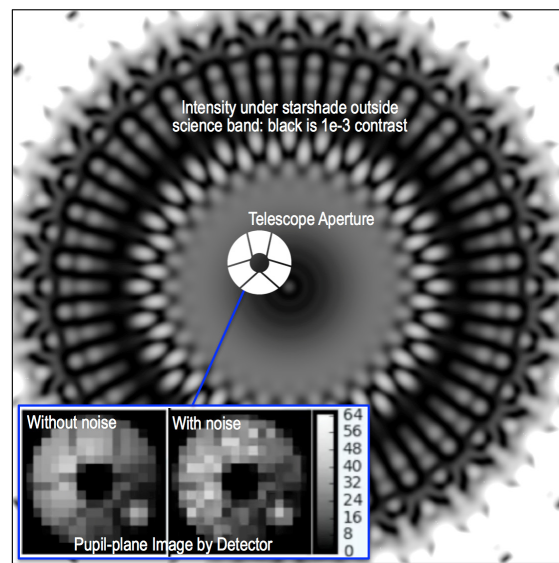 Intensity under starshade outside
science band: black is 1e-3 contrast
Telescope Aperture
Without noise
With noise
64
56
48
40
32
24
16
8
0
Pupil-plane Image by Detector